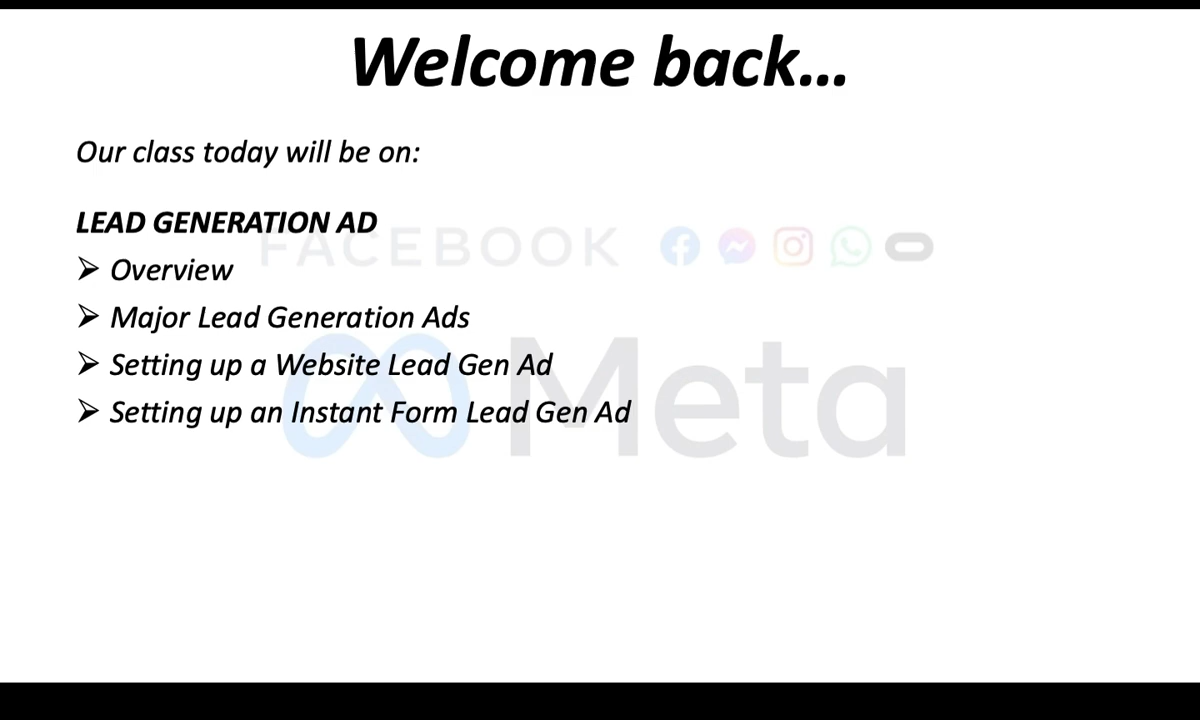 Welcome back...
Our class today will be on:
LEAD GENERATION AD
FACEBOOK
➢ Overview
➢ Major Lead Generation Ads
➢ Setting up a Website Lead Gen Ad
➢ Setting up an Instant Form Lead Gen Ad
Meta